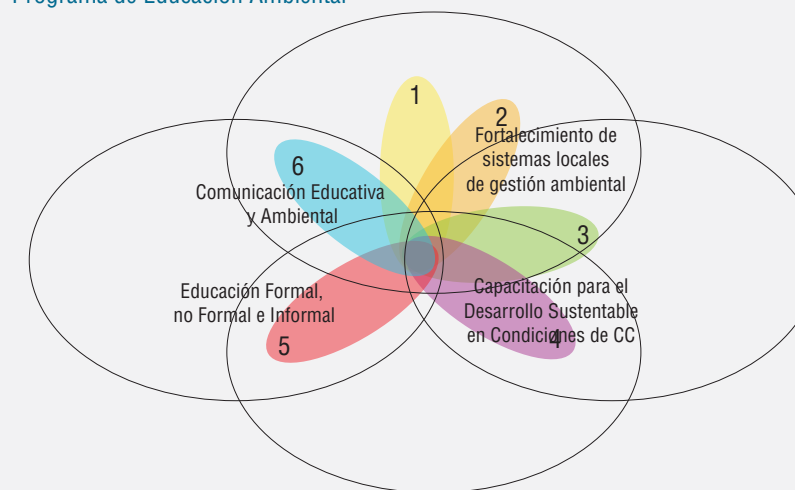 Programa de Educación Ambiental
1
2
Fortalecimiento de
sistemas locales
de gestión ambiental
6
Comunicación Educativa
y Ambiental
3
Educación Formal,
no Formal e Informal
5
Capacitación para el
Desarrollo Sustentable
en Condiciones de CC
4